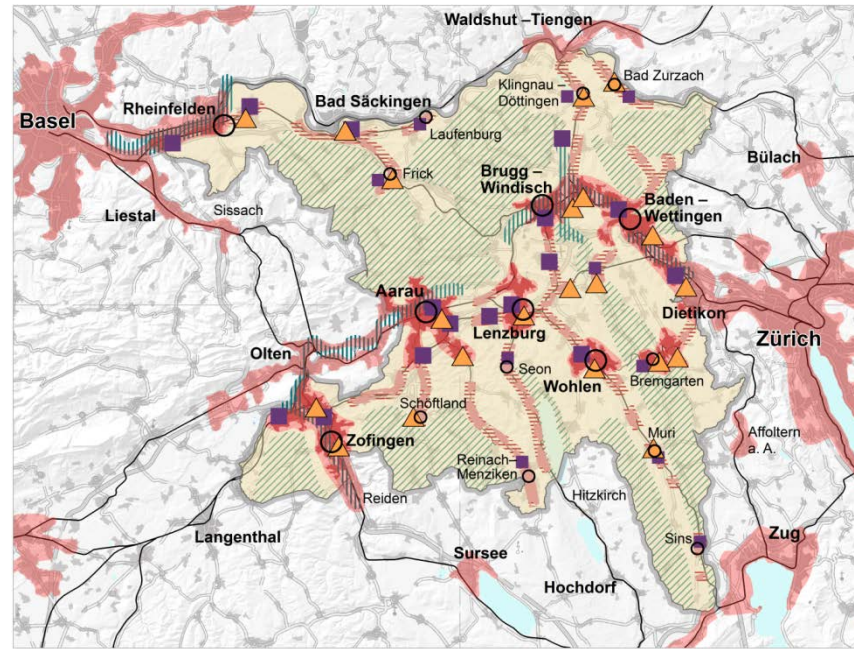 Waldshut –Tiengen
Bad Zurzach
Klingnau –
Döttingen
Rheinfelden
Bad Säckingen
Basel
Laufenburg
Bülach
Brugg –
Windisch
Frick
Baden –
Wettingen
Liestal
Sissach
Aarau
Dietikon
Lenzburg
Zürich
Olten
Seon
Wohlen
Bremgarten
Schöftland
Affoltern
a. A.
Muri
Zofingen
Reinach–
Menziken
Hitzkirch
Reiden
Sins
Zug
Langenthal
Sursee
Hochdorf